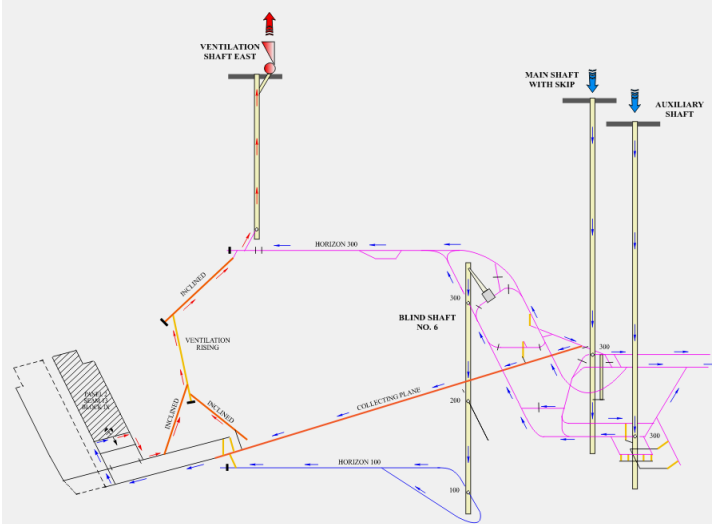 VENTILATION
SHAFT EAST
MAIN SHAFT
WITH SKIP
AUXILIARY
SHAFT
HORIZON 300
INCLINED
300
BLIND SHAFT
NO. 6
VENTILATION
RISING
300
COLLECTING PLANE
200
INCLINED
INCLINED
300
HORIZON 100
100